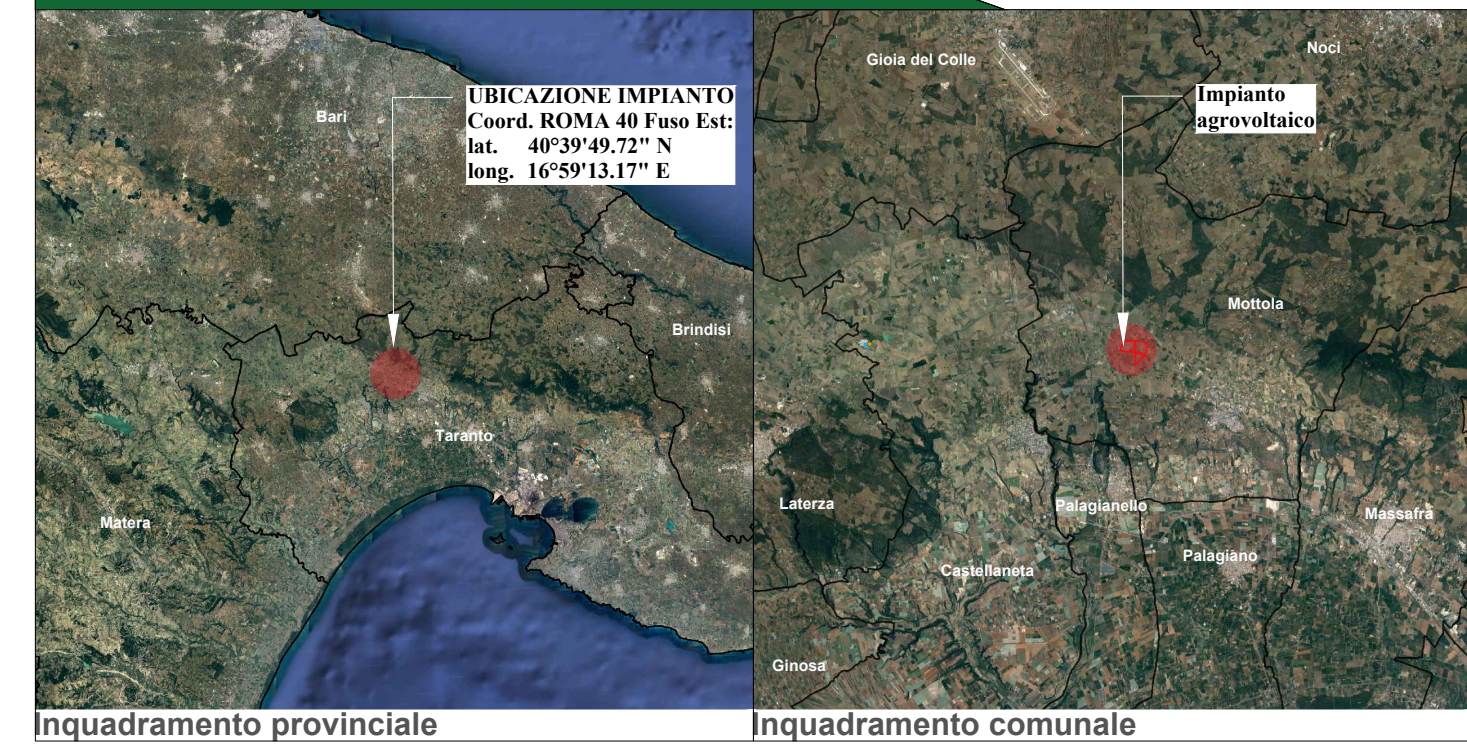 Bari
UBICAZIONE IMPIANTO
Coord. ROMA 40 Fuso Est:
lat. 40°39'49.72" N
long. 16°59'13.17" E
Brindisi
Taranto
Matera
Inquadramento provinciale
Gioia del Colle
Noci
Impianto
agrovoltaico
Mottola
Laterza
Palagianello
Massafra
Palagiano
Castellaneta
Ginosa
Inquadramento comunale